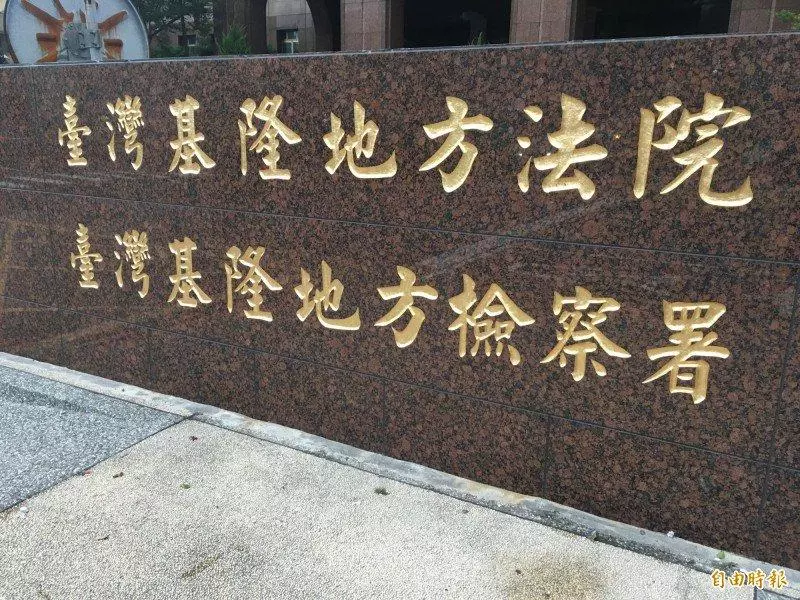 臺灣基隆地方法院
臺灣基隆地方檢察署
自由時報